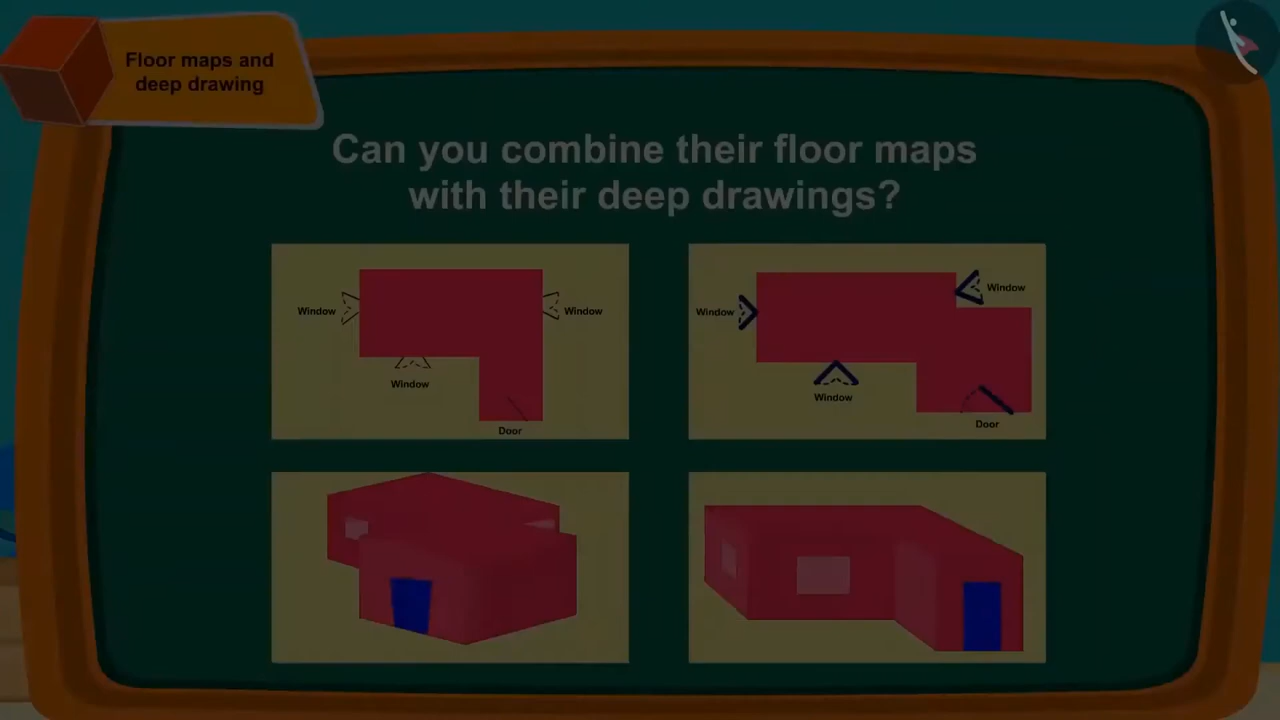 Floor maps and
deep drawing
Can you combine their floor maps
with their deep drawings?
Window
Window
Window
Door
Window
Window
Window
Door